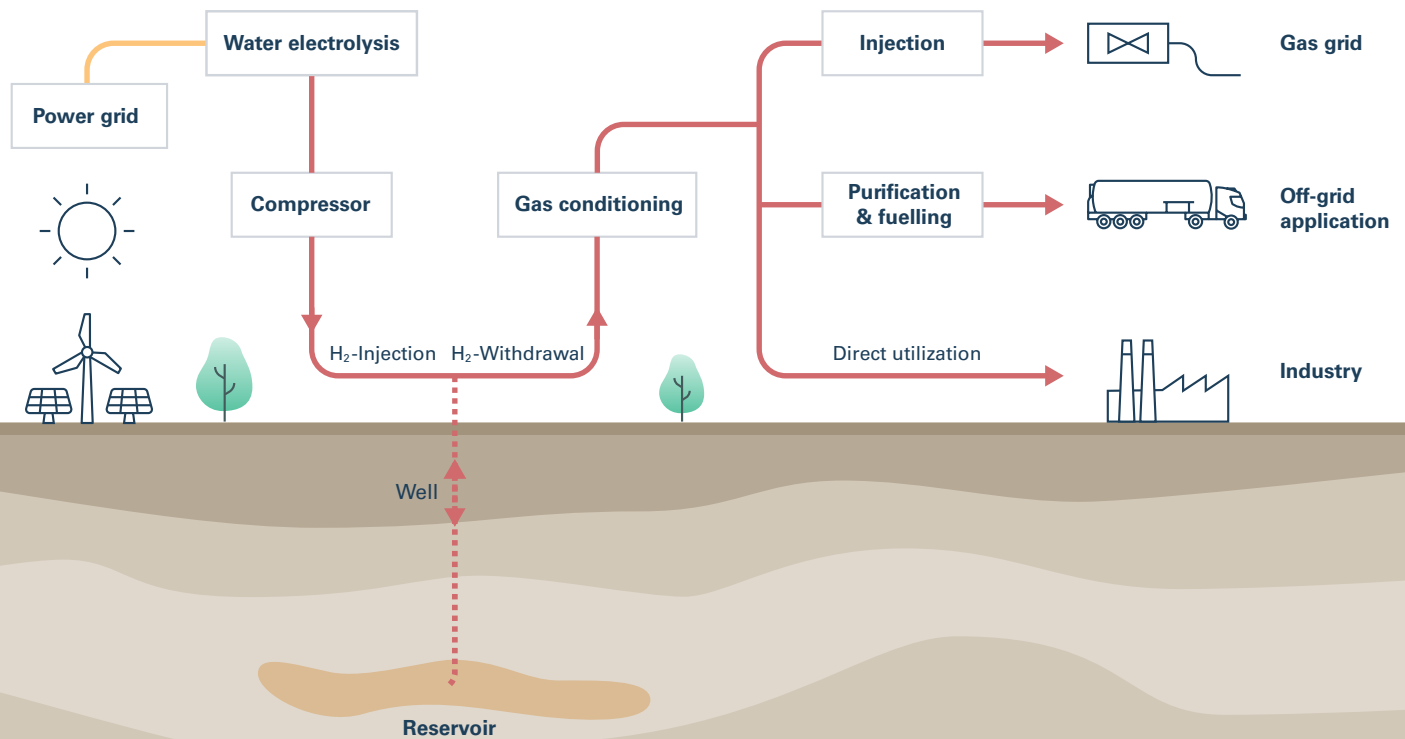 Water electrolysis
Power grid
Compressor
Gas conditioning
Injection
Gas grid
Purification
& fuelling
Off-grid
application
H₂-Injection
H₂-Withdrawal
Direct utilization
Industry
Well
Reservoir